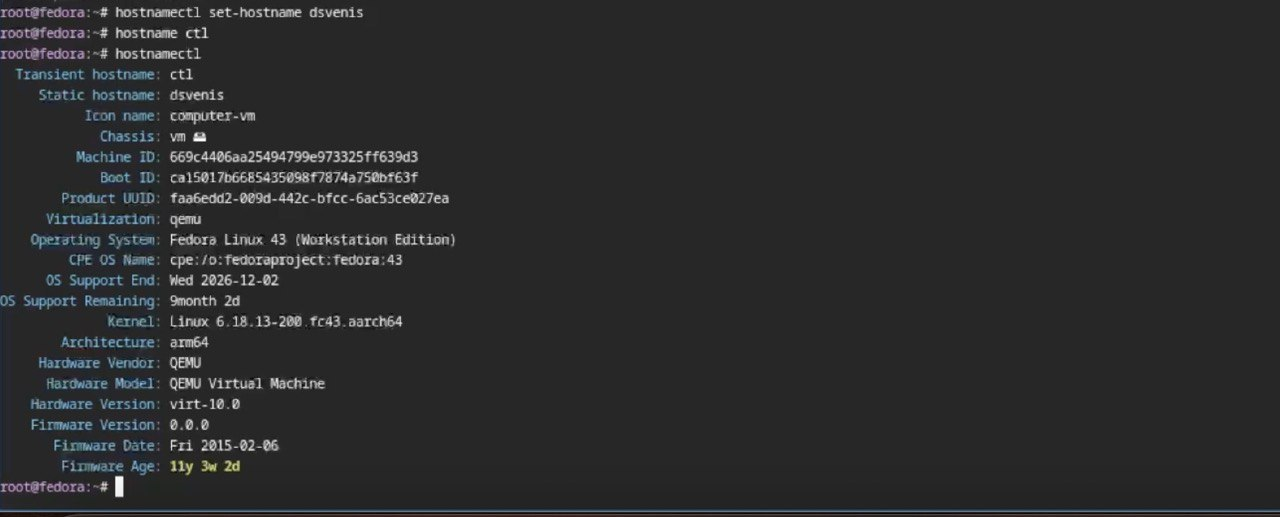 root@fedora:~# hostnamectl set-hostname dsvenis
root@fedora:~# hostname ctl
root@fedora:~# hostnamectl
Transient hostname: ctl
Static hostname: dsvenis
Icon name: computer-vm
Chassis: vm 🖴
Machine ID: 669c4406aa25494799e973325ff639d3
Boot ID: ca15017b6685435098f7874a750bf63f
Product UUID: faa6edd2-009d-442c-bfcc-6ac53ce027ea
Virtualization: qemu
Operating System: Fedora Linux 43 (Workstation Edition)
CPE OS Name: cpe:/o:fedoraproject:fedora:43
OS Support End: Wed 2026-12-02
OS Support Remaining: 9month 2d
Kernel: Linux 6.18.13-200.fc43.aarch64
Architecture: arm64
Hardware Vendor: QEMU
Hardware Model: QEMU Virtual Machine
Hardware Version: virt-10.0
Firmware Version: 0.0.0
Firmware Date: Fri 2015-02-06
Firmware Age: 11y 3w 2d
root@fedora:~#